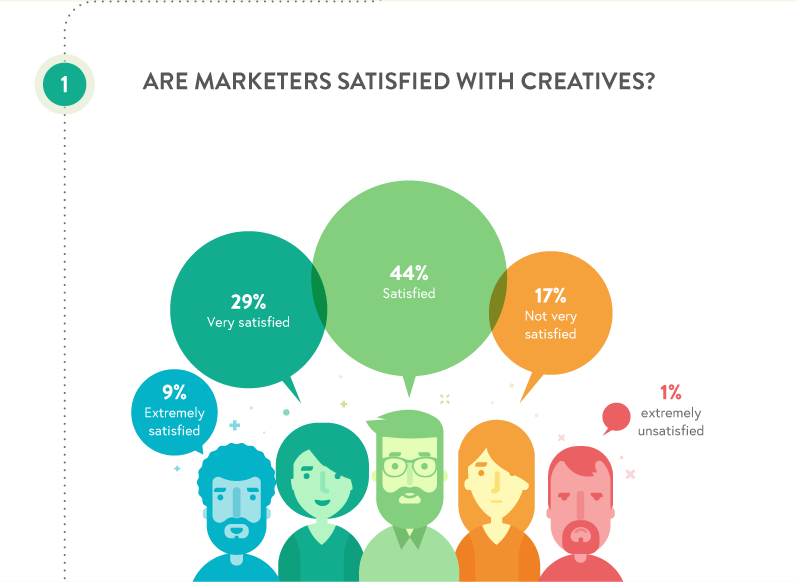 1
ARE MARKETERS SATISFIED WITH CREATIVES?
44%
Satisfied
29%
Very satisfied
17%
Not very
satisfied
9%
Extremely
satisfied
1%
extremely
unsatisfied